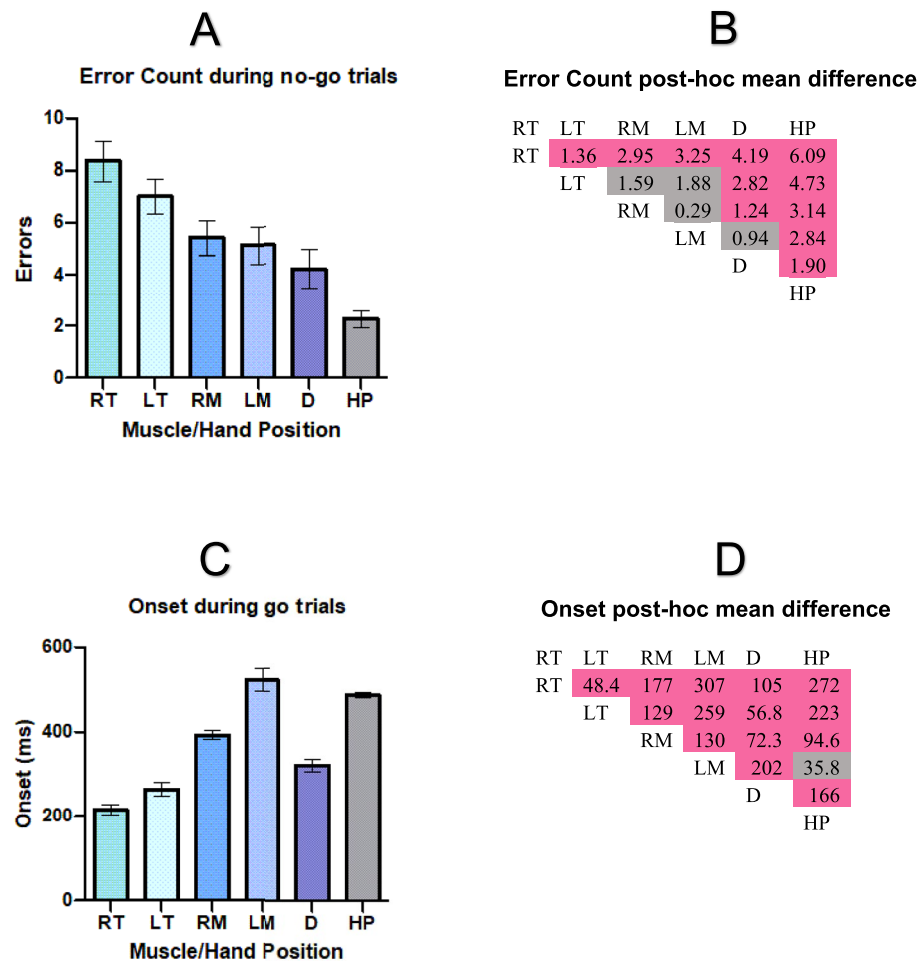 A
Error Count during no-go trials
10
8
6
4
2
0
Errors
RT LT RM LM D HP
Muscle/Hand Position
B
Error Count post-hoc mean difference
RT LT RM LM D HP
RT 1.36 2.95 3.25 4.19 6.09
LT 1.59 1.88 2.82 4.73
RM 0.29 1.24 3.14
LM 0.94 2.84
D 1.90
HP
C
Onset during go trials
600
400
200
0
Onset (ms)
RT LT RM LM D HP
Muscle/Hand Position
D
Onset post-hoc mean difference
RT LT RM LM D HP
RT 48.4 177 307 105 272
LT 129 259 56.8 223
RM 130 72.3 94.6
LM 202 35.8
D 166
HP